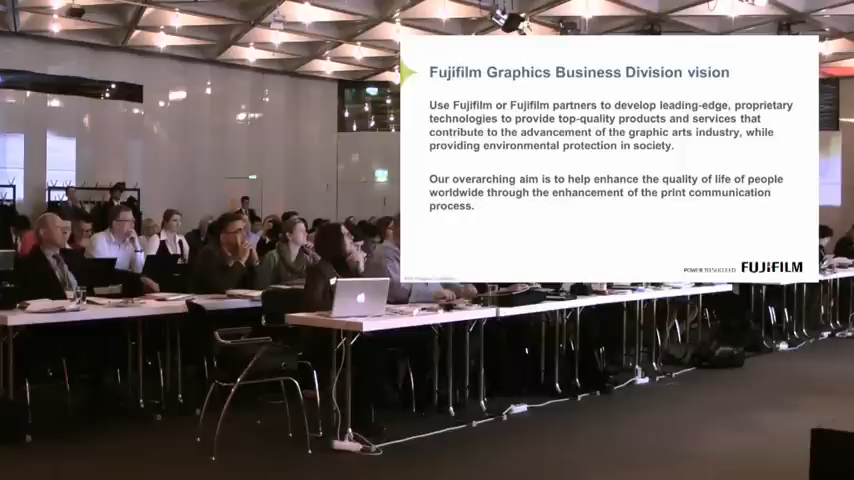 Fujifilm Graphics Business Division vision
Use Fujifilm or Fujifilm partners to develop leading-edge, proprietary
technologies to provide top-quality products and services that
contribute to the advancement of the graphic arts industry, while
providing environmental protection in society.
Our overarching aim is to help enhance the quality of life of people
worldwide through the enhancement of the print communication
process.
POWER TO SUCCEED FUJIFILM